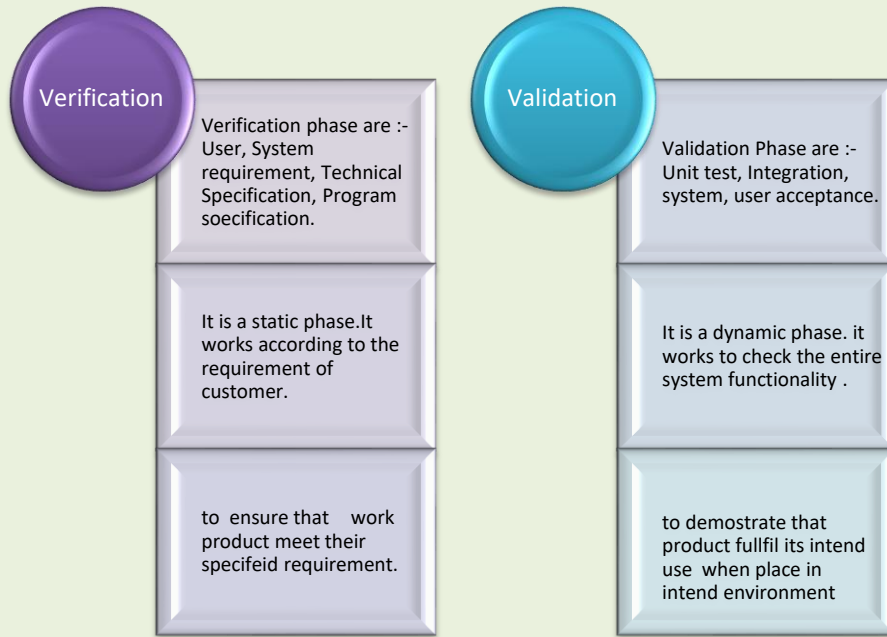 Verification
Verification phase are :-
User, System
requirement, Technical
Specification, Program
soecification.
It is a static phase.It
works according to the
requirement of
customer.
to ensure that work
product meet their
specifeid requirement.
Validation
Validation Phase are :-
Unit test, Integration,
system, user acceptance.
It is a dynamic phase. it
works to check the entire
system functionality .
to demostrate that
product fullfil its intend
use when place in
intend environment